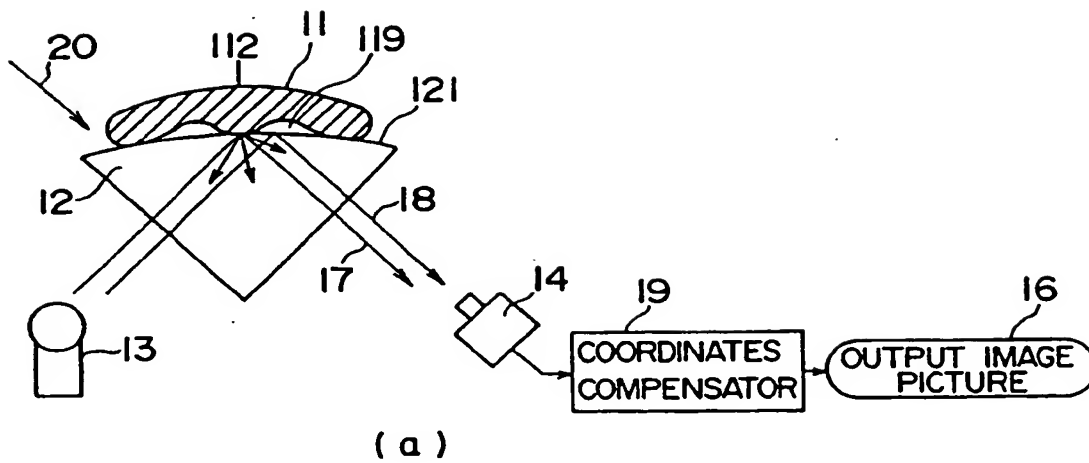 20
112
11
119
121
12
18
17
14
19
16
13
COORDINATES
COMPENSATOR
OUTPUT IMAGE
PICTURE
(a)